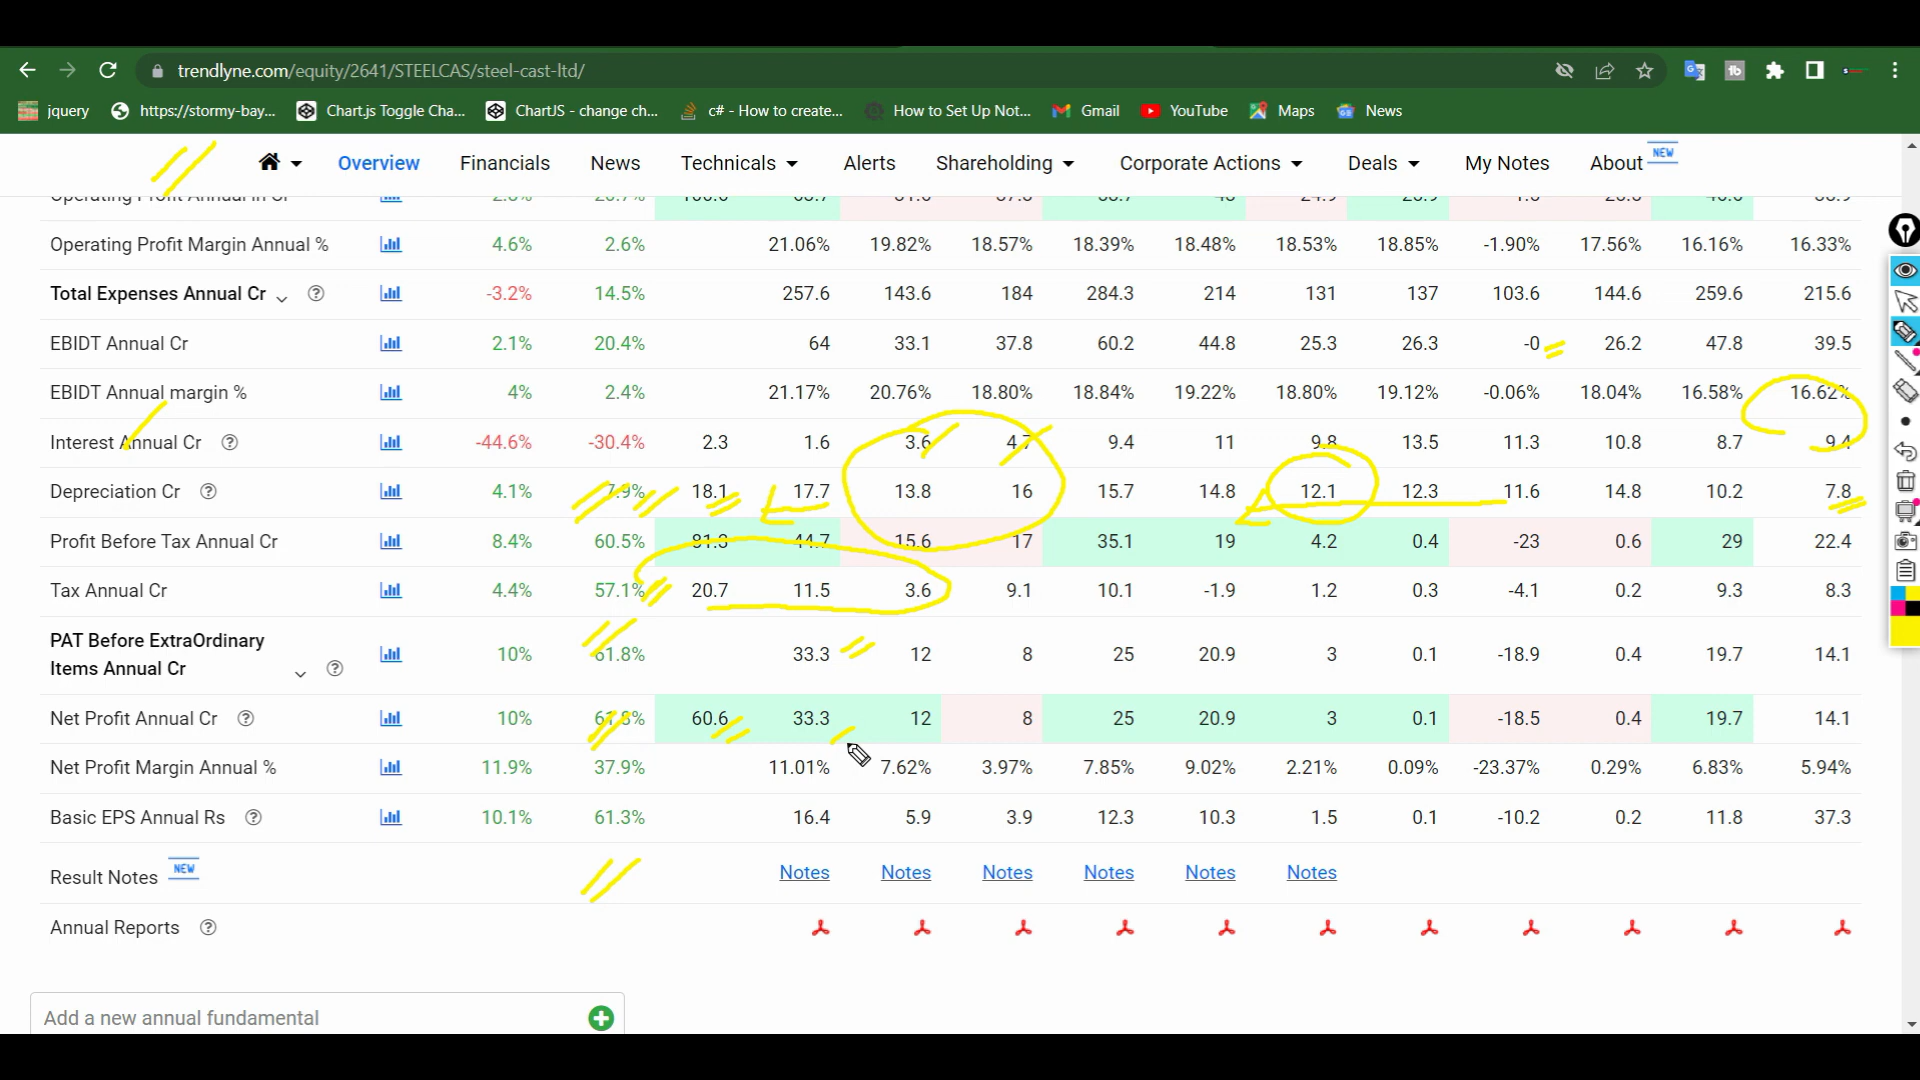 trendlyne.com/equity/2641/STEELCAS/steel-cast-ltd/
jquery https://stormy-bay... Chart.js Toggle Cha... ChartJS - change ch... c# - How to create... How to Set Up Not... Gmail YouTube Maps News
Overview Financials News Technicals Alerts Shareholding Corporate Actions Deals My Notes About NEW
Operating Profit Margin Annual % 4.6% 2.6% 21.06% 19.82% 18.57% 18.39% 18.48% 18.53% 18.85% -1.90% 17.56% 16.16% 16.33%
Total Expenses Annual Cr -3.2% 14.5% 257.6 143.6 184 284.3 214 131 137 103.6 144.6 259.6 215.6
EBIDT Annual Cr 2.1% 20.4% 64 33.1 37.8 60.2 44.8 25.3 26.3 -0 26.2 47.8 39.5
EBIDT Annual margin % 4% 2.4% 21.17% 20.76% 18.80% 18.84% 19.22% 18.80% 19.12% -0.06% 18.04% 16.58% 16.62%
Interest Annual Cr -44.6% -30.4% 2.3 1.6 3.6 4.7 9.4 11 9.8 13.5 11.3 10.8 8.7 9.4
Depreciation Cr 4.1% 7.9% 18.1 17.7 13.8 16 15.7 14.8 12.1 12.3 11.6 14.8 10.2 7.8
Profit Before Tax Annual Cr 8.4% 60.5% 81.3 44.7 15.6 17 35.1 19 4.2 0.4 -23 0.6 29 22.4
Tax Annual Cr 4.4% 57.1% 20.7 11.5 3.6 9.1 10.1 -1.9 1.2 0.3 -4.1 0.2 9.3 8.3
PAT Before ExtraOrdinary
Items Annual Cr 10% 61.8% 33.3 12 8 25 20.9 3 0.1 -18.9 0.4 19.7 14.1
Net Profit Annual Cr 10% 61.8% 60.6 33.3 12 8 25 20.9 3 0.1 -18.5 0.4 19.7 14.1
Net Profit Margin Annual % 11.9% 37.9% 11.01% 7.62% 3.97% 7.85% 9.02% 2.21% 0.09% -23.37% 0.29% 6.83% 5.94%
Basic EPS Annual Rs 10.1% 61.3% 16.4 5.9 3.9 12.3 10.3 1.5 0.1 -10.2 0.2 11.8 37.3
Result Notes NEW Notes Notes Notes Notes Notes Notes
Annual Reports
Add a new annual fundamental